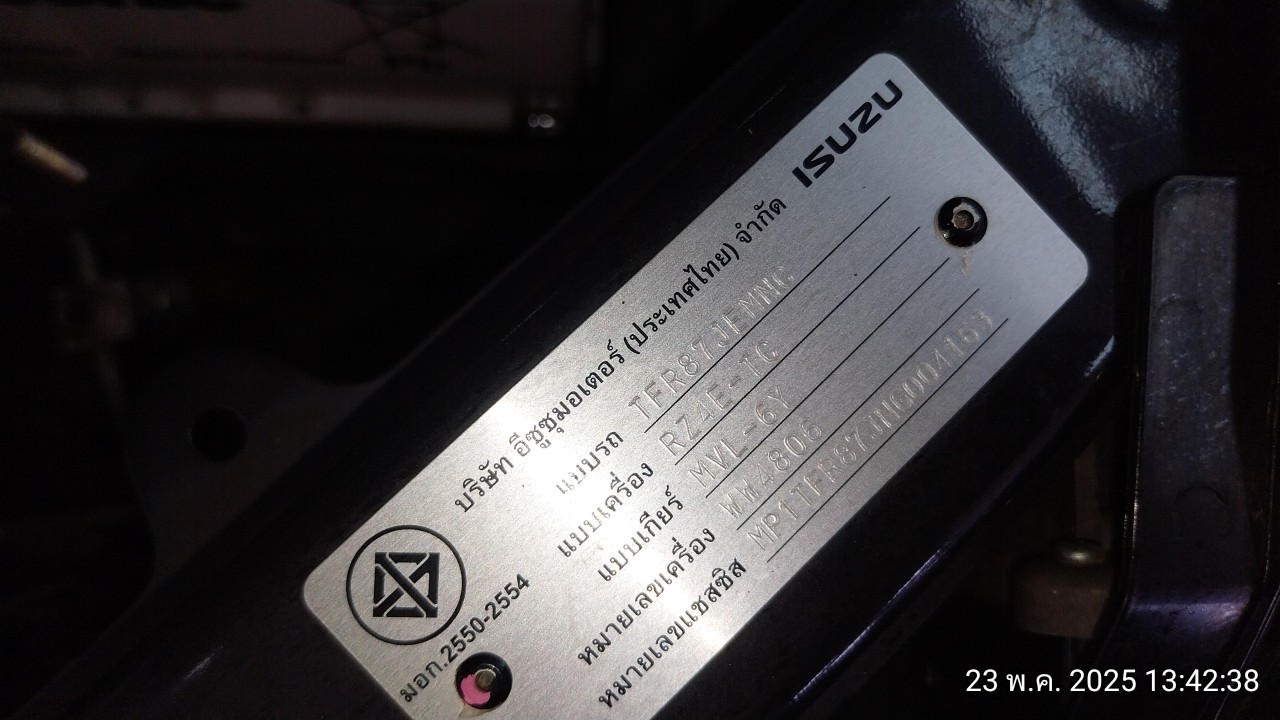 ISUZU
บริษัท อีซูซุมอเตอร์ (ประเทศไทย) จำกัด
แบบรถ TFR87JEMNC
แบบเครื่อง RZ4E-TC
แบบเกียร์ MVL-6Y
หมายเลขเครื่อง WW4806
หมายเลขแชสซิส
มอก.2550-2554
23 พ.ค. 2025 13:42:38